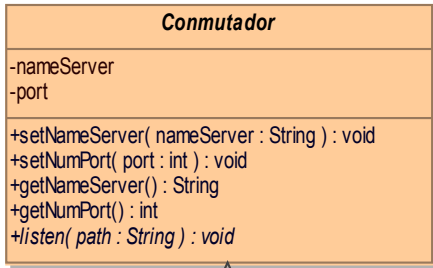 Conmutador
-nameServer
-port
+setNameServer( nameServer : String ) : void
+setNumPort( port : int ) : void
+getNameServer() : String
+getNumPort() : int
+listen( path : String ) : void